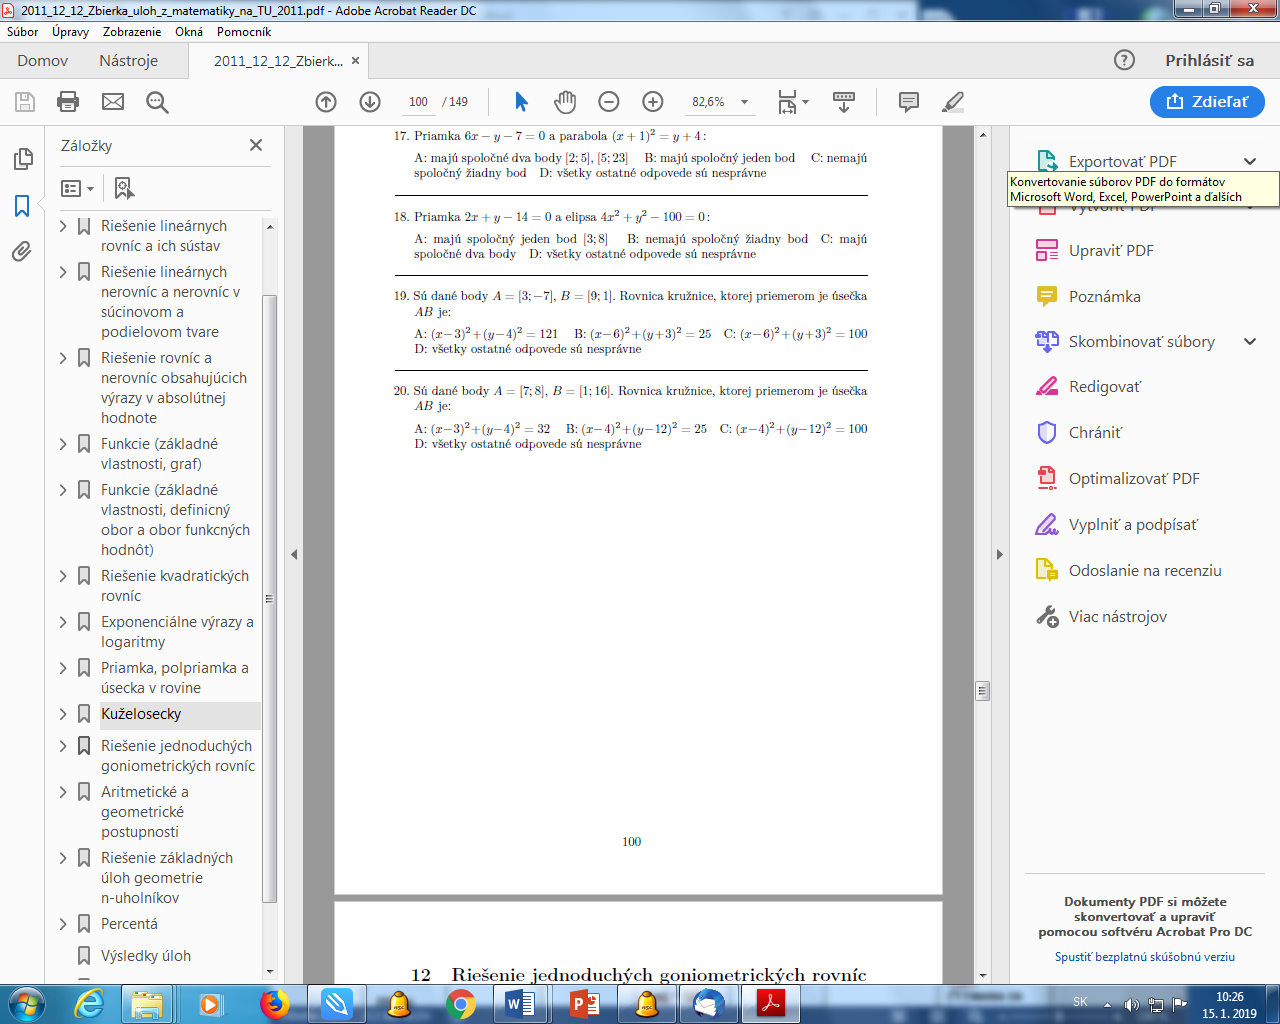 2011_12_12_Zbierka_uloh_z_matematiky_na_TU_2011.pdf - Adobe Acrobat Reader DC
Súbor Úpravy Zobrazenie Okná Pomocník
Domov Nástroje 2011_12_12_Zbierk... × Prihlásiť sa
100 / 149 82,6% Zdieľať
Záložky
Riešenie lineárnych
rovníc a ich sústav
Riešenie lineárnych
nerovníc a nerovníc v
súcinovom a
podielovom tvare
Riešenie rovníc a
nerovníc obsahujúcich
výrazy v absolútnej
hodnote
Funkcie (základné
vlastnosti, graf)
Funkcie (základné
vlastnosti, definicný
obor a obor funkcných
hodnôt)
Riešenie kvadratických
rovníc
Exponenciálne výrazy a
logaritmy
Priamka, polpriamka a
úsecka v rovine
Kuželosecky
Riešenie jednoduchých
goniometrických rovníc
Aritmetické a
geometrické
postupnosti
Riešenie základných
úloh geometrie
n-uholníkov
Percentá
Výsledky úloh
17. Priamka 6x − y − 7 = 0 a parabola (x + 1)² = y + 4 :
A: majú spoločné dva body [2; 5], [5; 23] B: majú spoločný jeden bod C: nemajú
spoločný žiadny bod D: všetky ostatné odpovede sú nesprávne
18. Priamka 2x + y − 14 = 0 a elipsa 4x² + y² − 100 = 0 :
A: majú spoločný jeden bod [3; 8] B: nemajú spoločný žiadny bod C: majú
spoločné dva body D: všetky ostatné odpovede sú nesprávne
19. Sú dané body A = [3; −7], B = [9; 1]. Rovnica kružnice, ktorej priemerom je úsečka
AB je:
A: (x−3)²+(y−4)² = 121 B: (x−6)²+(y+3)² = 25 C: (x−6)²+(y+3)² = 100
D: všetky ostatné odpovede sú nesprávne
20. Sú dané body A = [7; 8], B = [1; 16]. Rovnica kružnice, ktorej priemerom je úsečka
AB je:
A: (x−3)²+(y−4)² = 32 B: (x−4)²+(y−12)² = 25 C: (x−4)²+(y−12)² = 100
D: všetky ostatné odpovede sú nesprávne
100
12 Riešenie jednoduchých goniometrických rovníc
Exportovať PDF
Konvertovanie súborov PDF do formátov
Microsoft Word, Excel, PowerPoint a ďalších
Vytvoriť PDF
Upraviť PDF
Poznámka
Skombinovať súbory
Redigovať
Chrániť
Optimalizovať PDF
Vyplniť a podpísať
Odoslanie na recenziu
Viac nástrojov
Dokumenty PDF si môžete
skonvertovať a upraviť
pomocou softvéru Acrobat Pro DC
Spustiť bezplatnú skúšobnú verziu
SK
10:26
15. 1. 2019